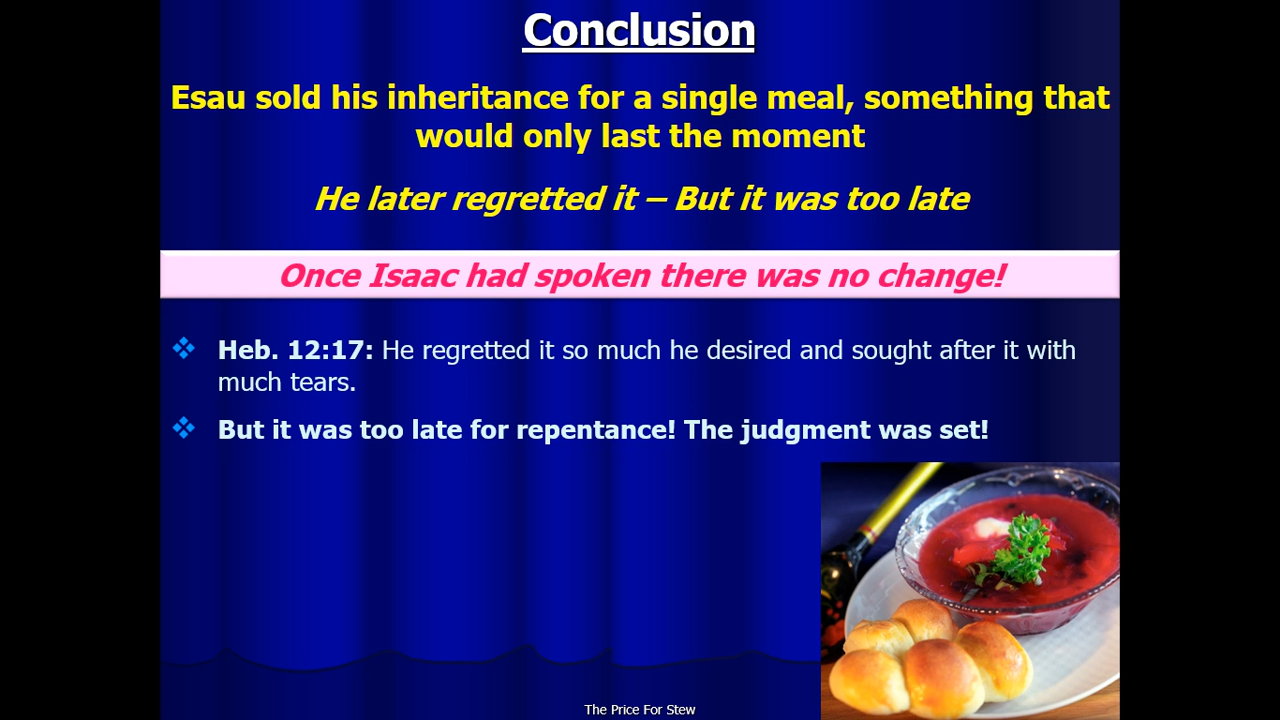 Conclusion
Esau sold his inheritance for a single meal, something that
would only last the moment
He later regretted it – But it was too late
Once Isaac had spoken there was no change!
❖ Heb. 12:17: He regretted it so much he desired and sought after it with
much tears.
❖ But it was too late for repentance! The judgment was set!
The Price For Stew